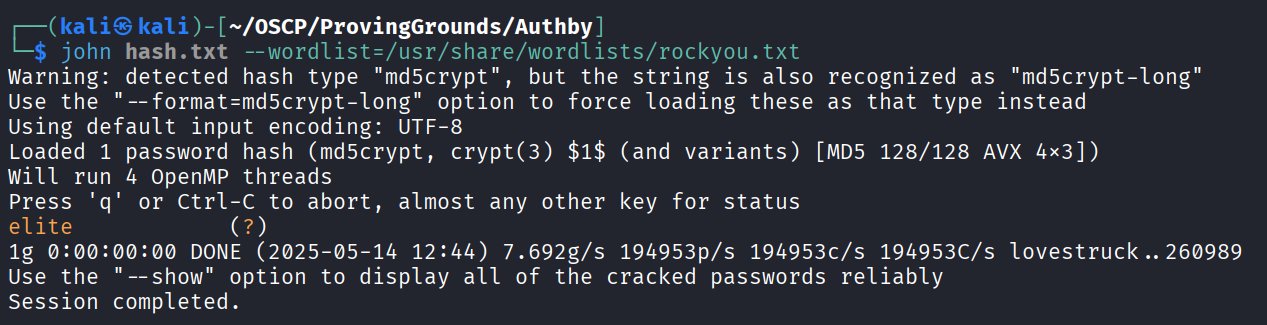 ┌──(kali㉿kali)-[~/OSCP/ProvingGrounds/Authby]
└─$ john hash.txt --wordlist=/usr/share/wordlists/rockyou.txt
Warning: detected hash type "md5crypt", but the string is also recognized as "md5crypt-long"
Use the "--format=md5crypt-long" option to force loading these as that type instead
Using default input encoding: UTF-8
Loaded 1 password hash (md5crypt, crypt(3) $1$ (and variants) [MD5 128/128 AVX 4x3])
Will run 4 OpenMP threads
Press 'q' or Ctrl-C to abort, almost any other key for status
elite            (?)
1g 0:00:00:00 DONE (2025-05-14 12:44) 7.692g/s 194953p/s 194953c/s 194953C/s lovestruck..260989
Use the "--show" option to display all of the cracked passwords reliably
Session completed.